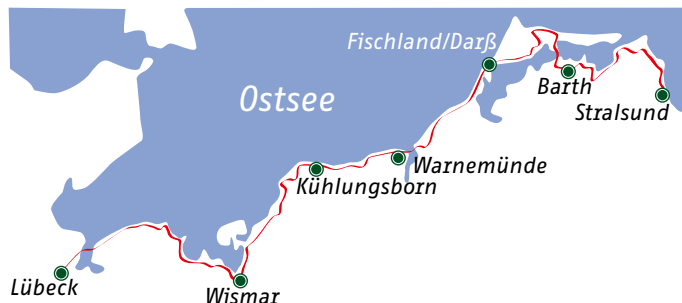 Fischland/Darß
Ostsee
Barth
Stralsund
Warnemünde
Kühlungsborn
Lübeck
Wismar